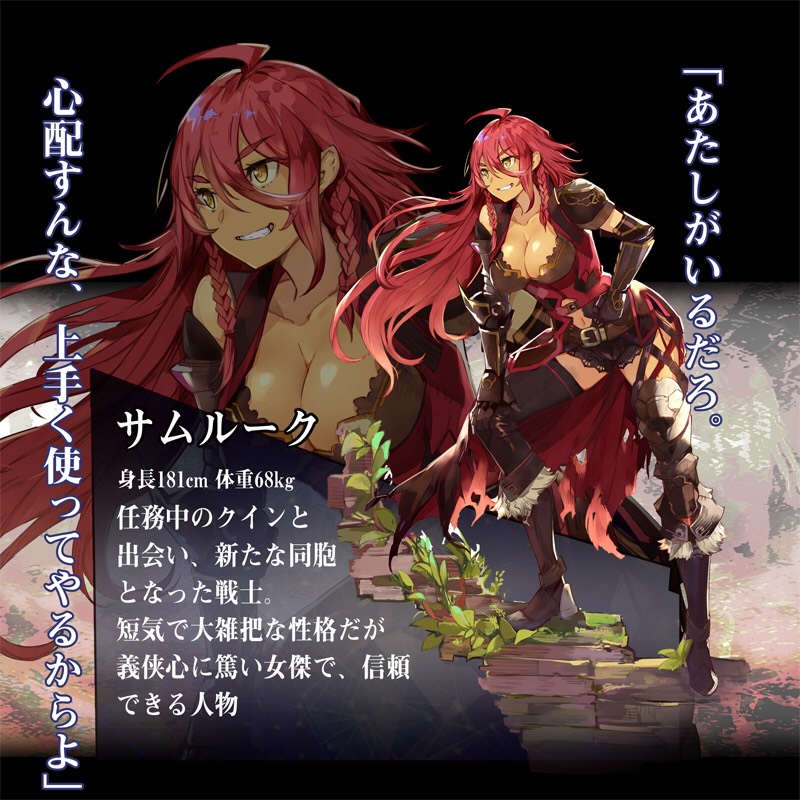 「あたしがいるだろ。
心配すんな、上手く使ってやるからよ」
サムルーク
身長181cm 体重68kg
任務中のクインと
出会い、新たな同胞
となった戦士。
短気で大雑把な性格だが
義侠心に篤い女傑で、信頼
できる人物